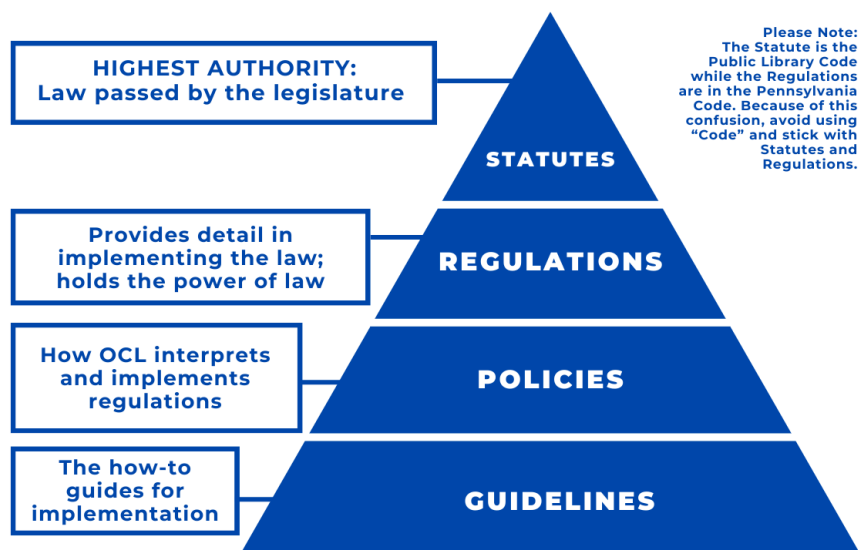 HIGHEST AUTHORITY:
Law passed by the legislature
Please Note:
The Statute is the
Public Library Code
while the Regulations
are in the Pennsylvania
Code. Because of this
confusion, avoid using
“Code” and stick with
Statutes and
Regulations.
STATUTES
Provides detail in
implementing the law;
holds the power of law
REGULATIONS
How OCL interprets
and implements
regulations
POLICIES
The how-to
guides for
implementation
GUIDELINES